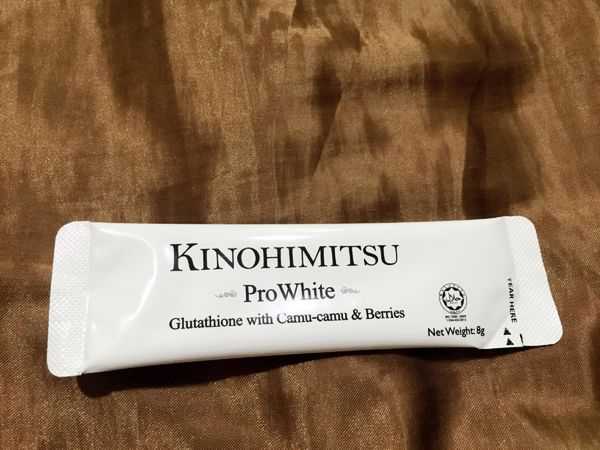 KINOHIMITSU
ProWhite
Glutathione with Camu-camu & Berries
Net Weight: 8g
TEAR HERE